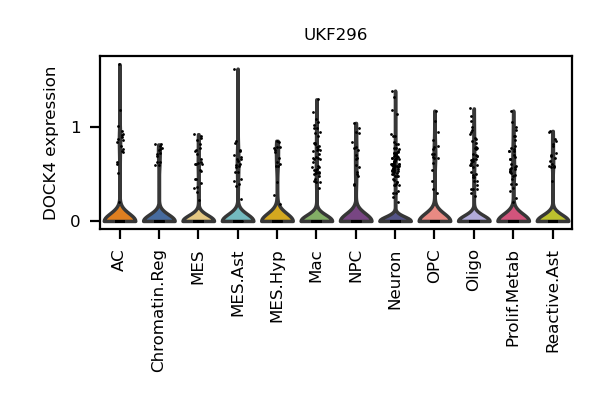 UKF296
DOCK4 expression
1
0
AC
Chromatin.Reg
MES
MES.Ast
MES.Hyp
Mac
NPC
Neuron
OPC
Oligo
Prolif.Metab
Reactive.Ast